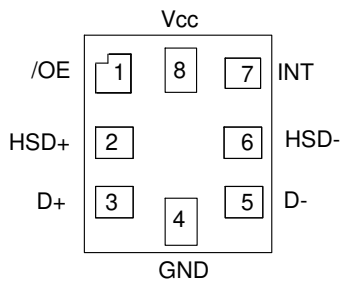 Vcc
/OE 1 8 7 INT
HSD+ 2 6 HSD-
D+ 3 4 5 D-
GND